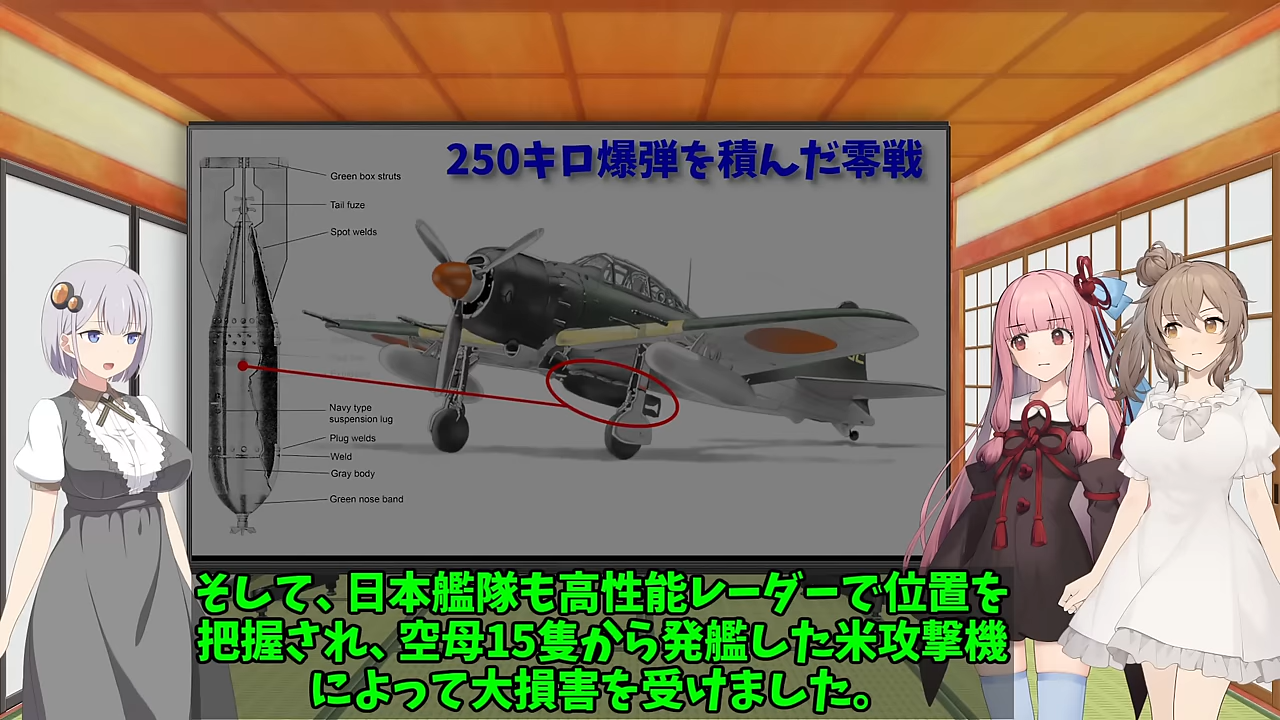 250キロ爆弾を積んだ零戦
Green box struts
Tail fuze
Spot welds
Navy type
suspension lug
Plug welds
Weld
Gray body
Green nose band
そして、日本艦隊も高性能レーダーで位置を
把握され、空母15隻から発艦した米攻撃機
によって大損害を受けました。